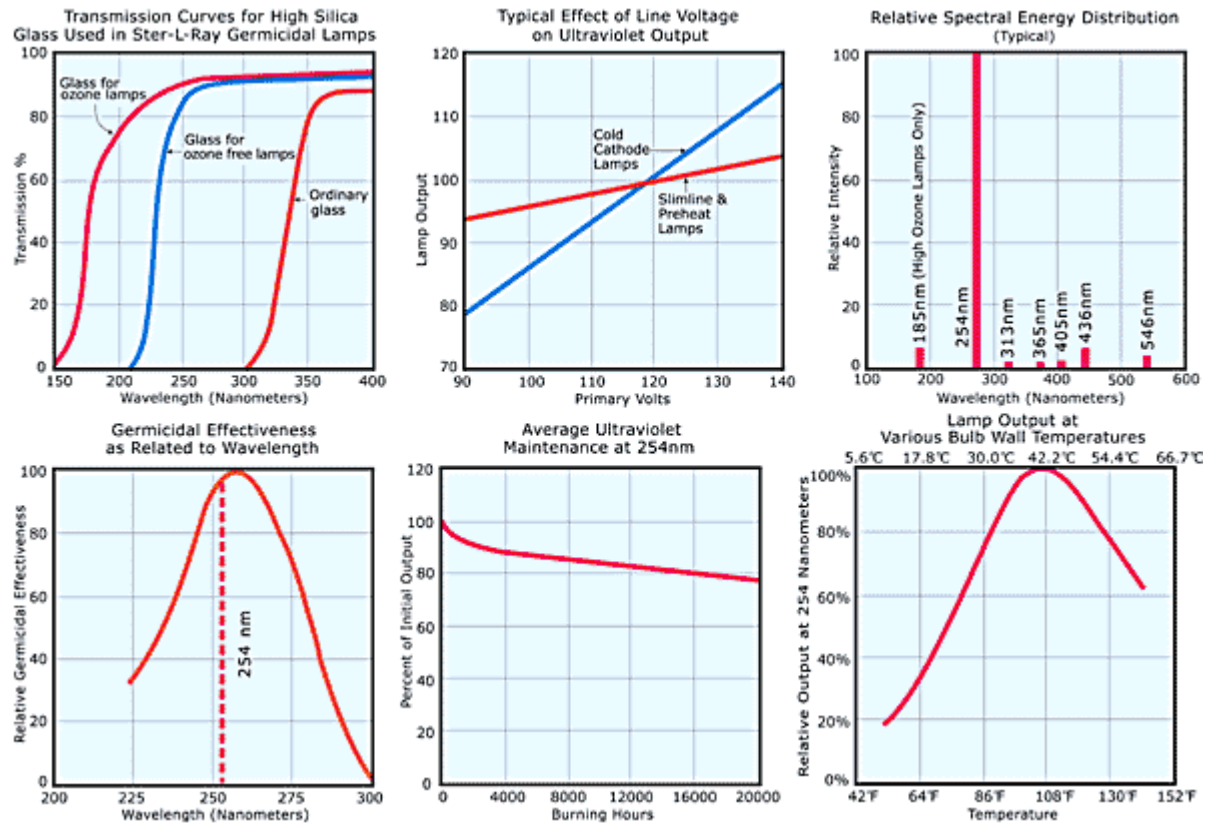 Transmission Curves for High Silica
Glass Used in Ster-L-Ray Germicidal Lamps
100
80
60
40
20
0
Transmission %
Glass for
ozone lamps
Glass for
ozone free lamps
Ordinary
glass
150
200
250
300
350
400
Wavelength (Nanometers)
Typical Effect of Line Voltage
on Ultraviolet Output
120
110
100
90
80
70
Lamp Output
Cold
Cathode
Lamps
Slimline &
Preheat
Lamps
90
100
110
120
130
140
Primary Volts
Relative Spectral Energy Distribution
(Typical)
100
80
60
40
20
0
Relative Intensity
185nm (High Ozone Lamps Only)
254nm
313nm
365nm
405nm
436nm
546nm
100
200
300
400
500
600
Wavelength (Nanometers)
Germicidal Effectiveness
as Related to Wavelength
100
80
60
40
20
0
Relative Germicidal Effectiveness
254 nm
200
225
250
275
300
Wavelength (Nanometers)
Average Ultraviolet
Maintenance at 254nm
120
100
80
60
40
20
0
Percent of Initial Output
0
4000
8000
12000
16000
20000
Burning Hours
Lamp Output at
Various Bulb Wall Temperatures
5.6℃
17.8℃
30.0℃
42.2℃
54.4℃
66.7℃
100%
80%
60%
40%
20%
0%
Relative Output at 254 Nanometers
42℉
64℉
86℉
108℉
130℉
152℉
Temperature